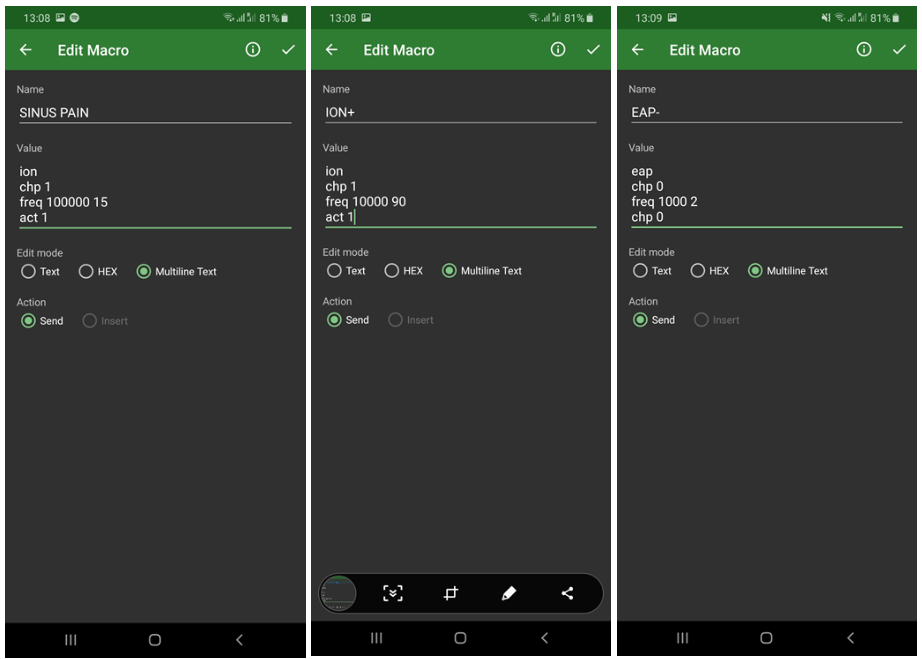 13:08
81%
Edit Macro
Name
SINUS PAIN
Value
ion
chp 1
freq 100000 15
act 1
Edit mode
Text HEX Multiline Text
Action
Send Insert
13:08
81%
Edit Macro
Name
ION+
Value
ion
chp 1
freq 10000 90
act 1
Edit mode
Text HEX Multiline Text
Action
Send Insert
13:09
81%
Edit Macro
Name
EAP-
Value
eap
chp 0
freq 1000 2
chp 0
Edit mode
Text HEX Multiline Text
Action
Send Insert